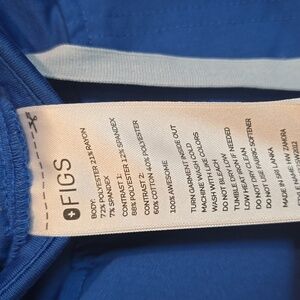 FIGS
BODY:
72% POLYESTER 21% RAYON
7% SPANDEX
CONTRAST 1:
88% POLYESTER 12% SPANDEX
CONTRAST 2:
60% COTTON 40% POLYESTER
100% AWESOME
TURN GARMENT INSIDE OUT
MACHINE WASH COLD
WASH WITH LIKE COLORS
DO NOT BLEACH
TUMBLE DRY LOW
LOW HEAT IRON IF NEEDED
DO NOT USE FABRIC SOFTENER
DO NOT DRY CLEAN
MADE IN SRI LANKA